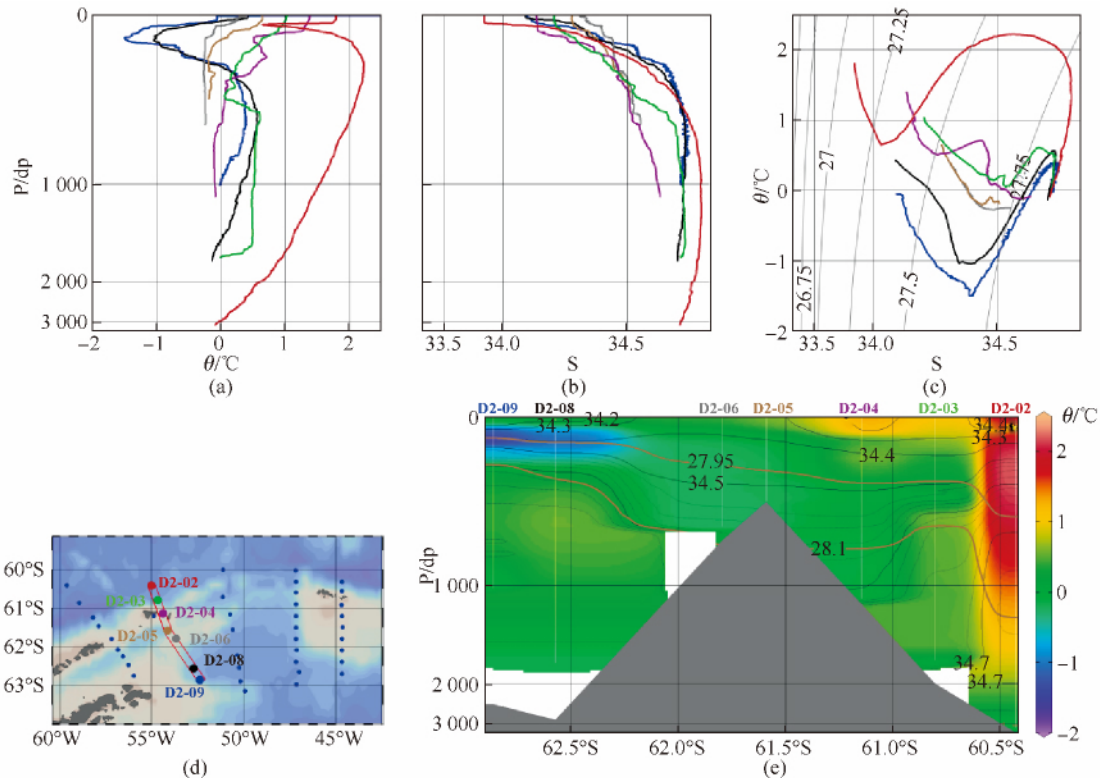 0
1 000
2 000
3 000
P/dp
−2
−1
0
1
2
θ/℃
(a)
33.5
34.0
34.5
S
(b)
2
1
0
−1
−2
θ/℃
26.75
27
27.25
27.5
27.75
33.5
34.0
34.5
S
(c)
60°S
61°S
62°S
63°S
D2-02
D2-03
D2-04
D2-05
D2-06
D2-08
D2-09
60°W
55°W
50°W
45°W
(d)
D2-09 D2-08 D2-06 D2-05 D2-04 D2-03 D2-02
0
1 000
2 000
3 000
P/dp
34.2
34.3
27.95
34.5
34.4
34.4
34.3
28.1
34.7
34.7
62.5°S
62.0°S
61.5°S
61.0°S
60.5°S
(e)
θ/℃
2
1
0
−1
−2